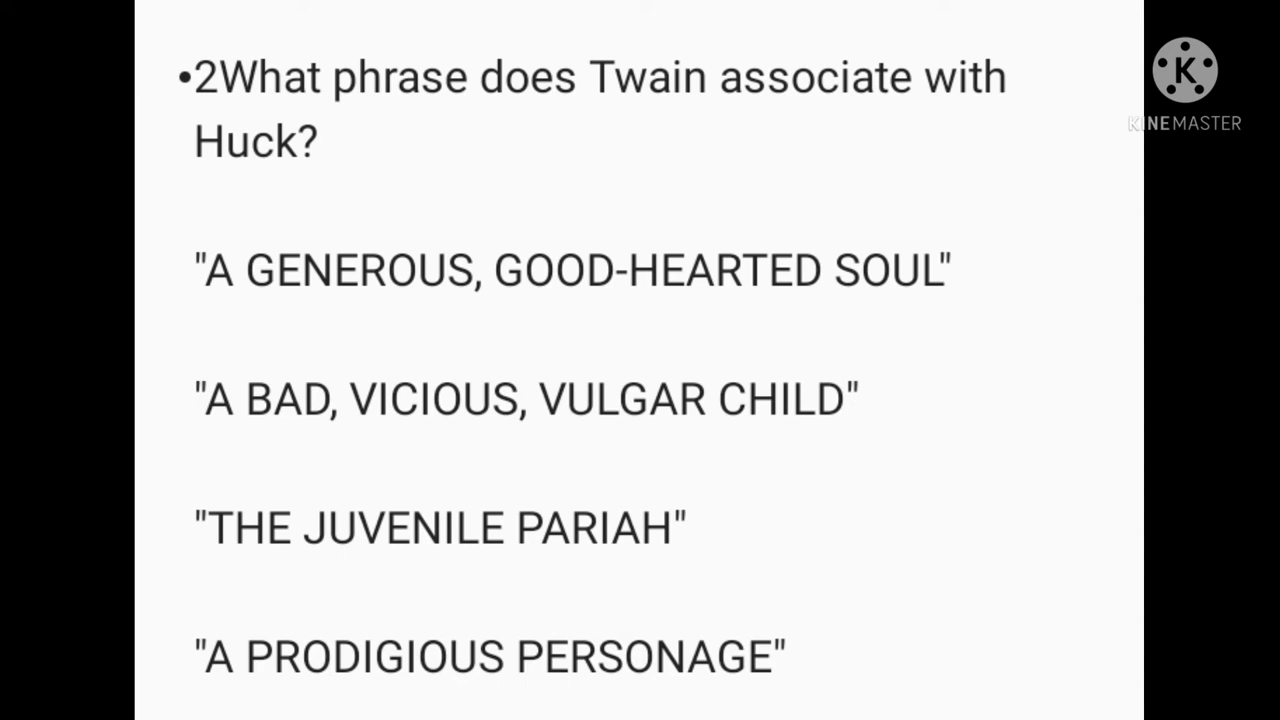 •2What phrase does Twain associate with
Huck?
"A GENEROUS, GOOD-HEARTED SOUL"
"A BAD, VICIOUS, VULGAR CHILD"
"THE JUVENILE PARIAH"
"A PRODIGIOUS PERSONAGE"
K
KINEMASTER